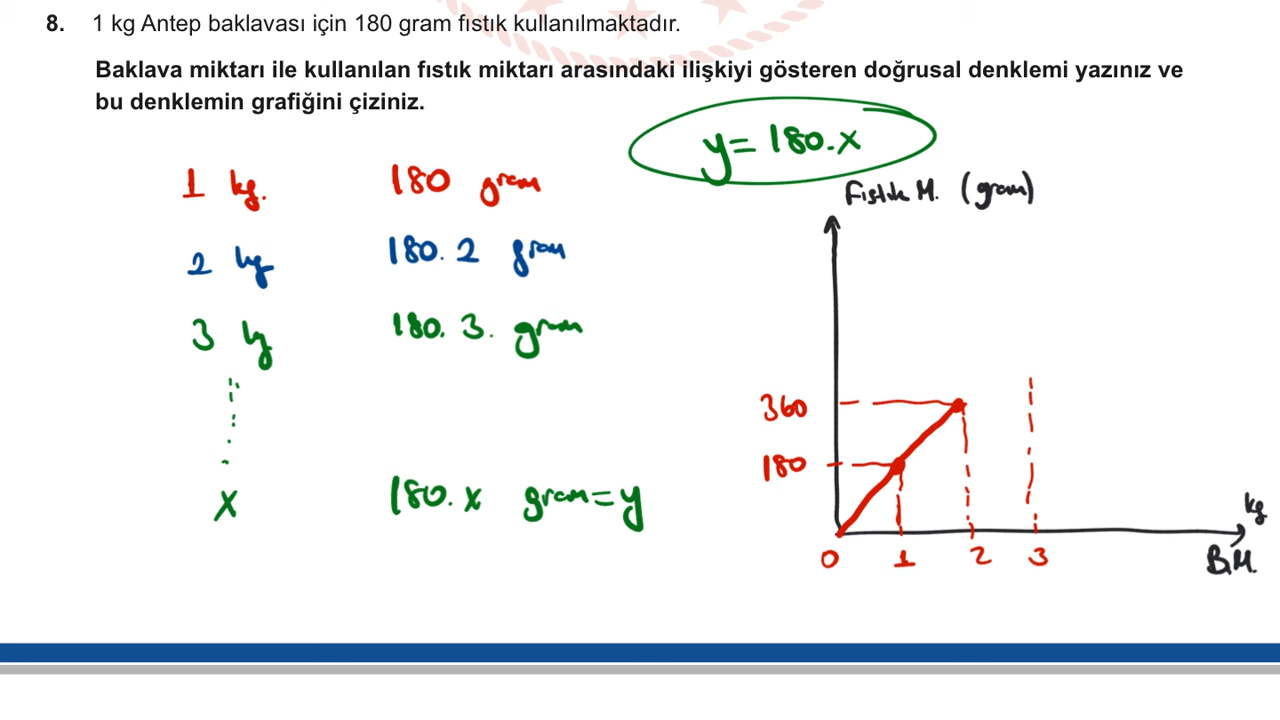 8. 1 kg Antep baklavası için 180 gram fıstık kullanılmaktadır.
Baklava miktarı ile kullanılan fıstık miktarı arasındaki ilişkiyi gösteren doğrusal denklemi yazınız ve
bu denklemin grafiğini çiziniz.
y = 180.x
1 kg. 180 gram
2 kg 180.2 gram
3 kg 180.3. gram
x 180.x gram = y
Fıstık M. (gram)
360
180
0 1 2 3
kg
B.M.